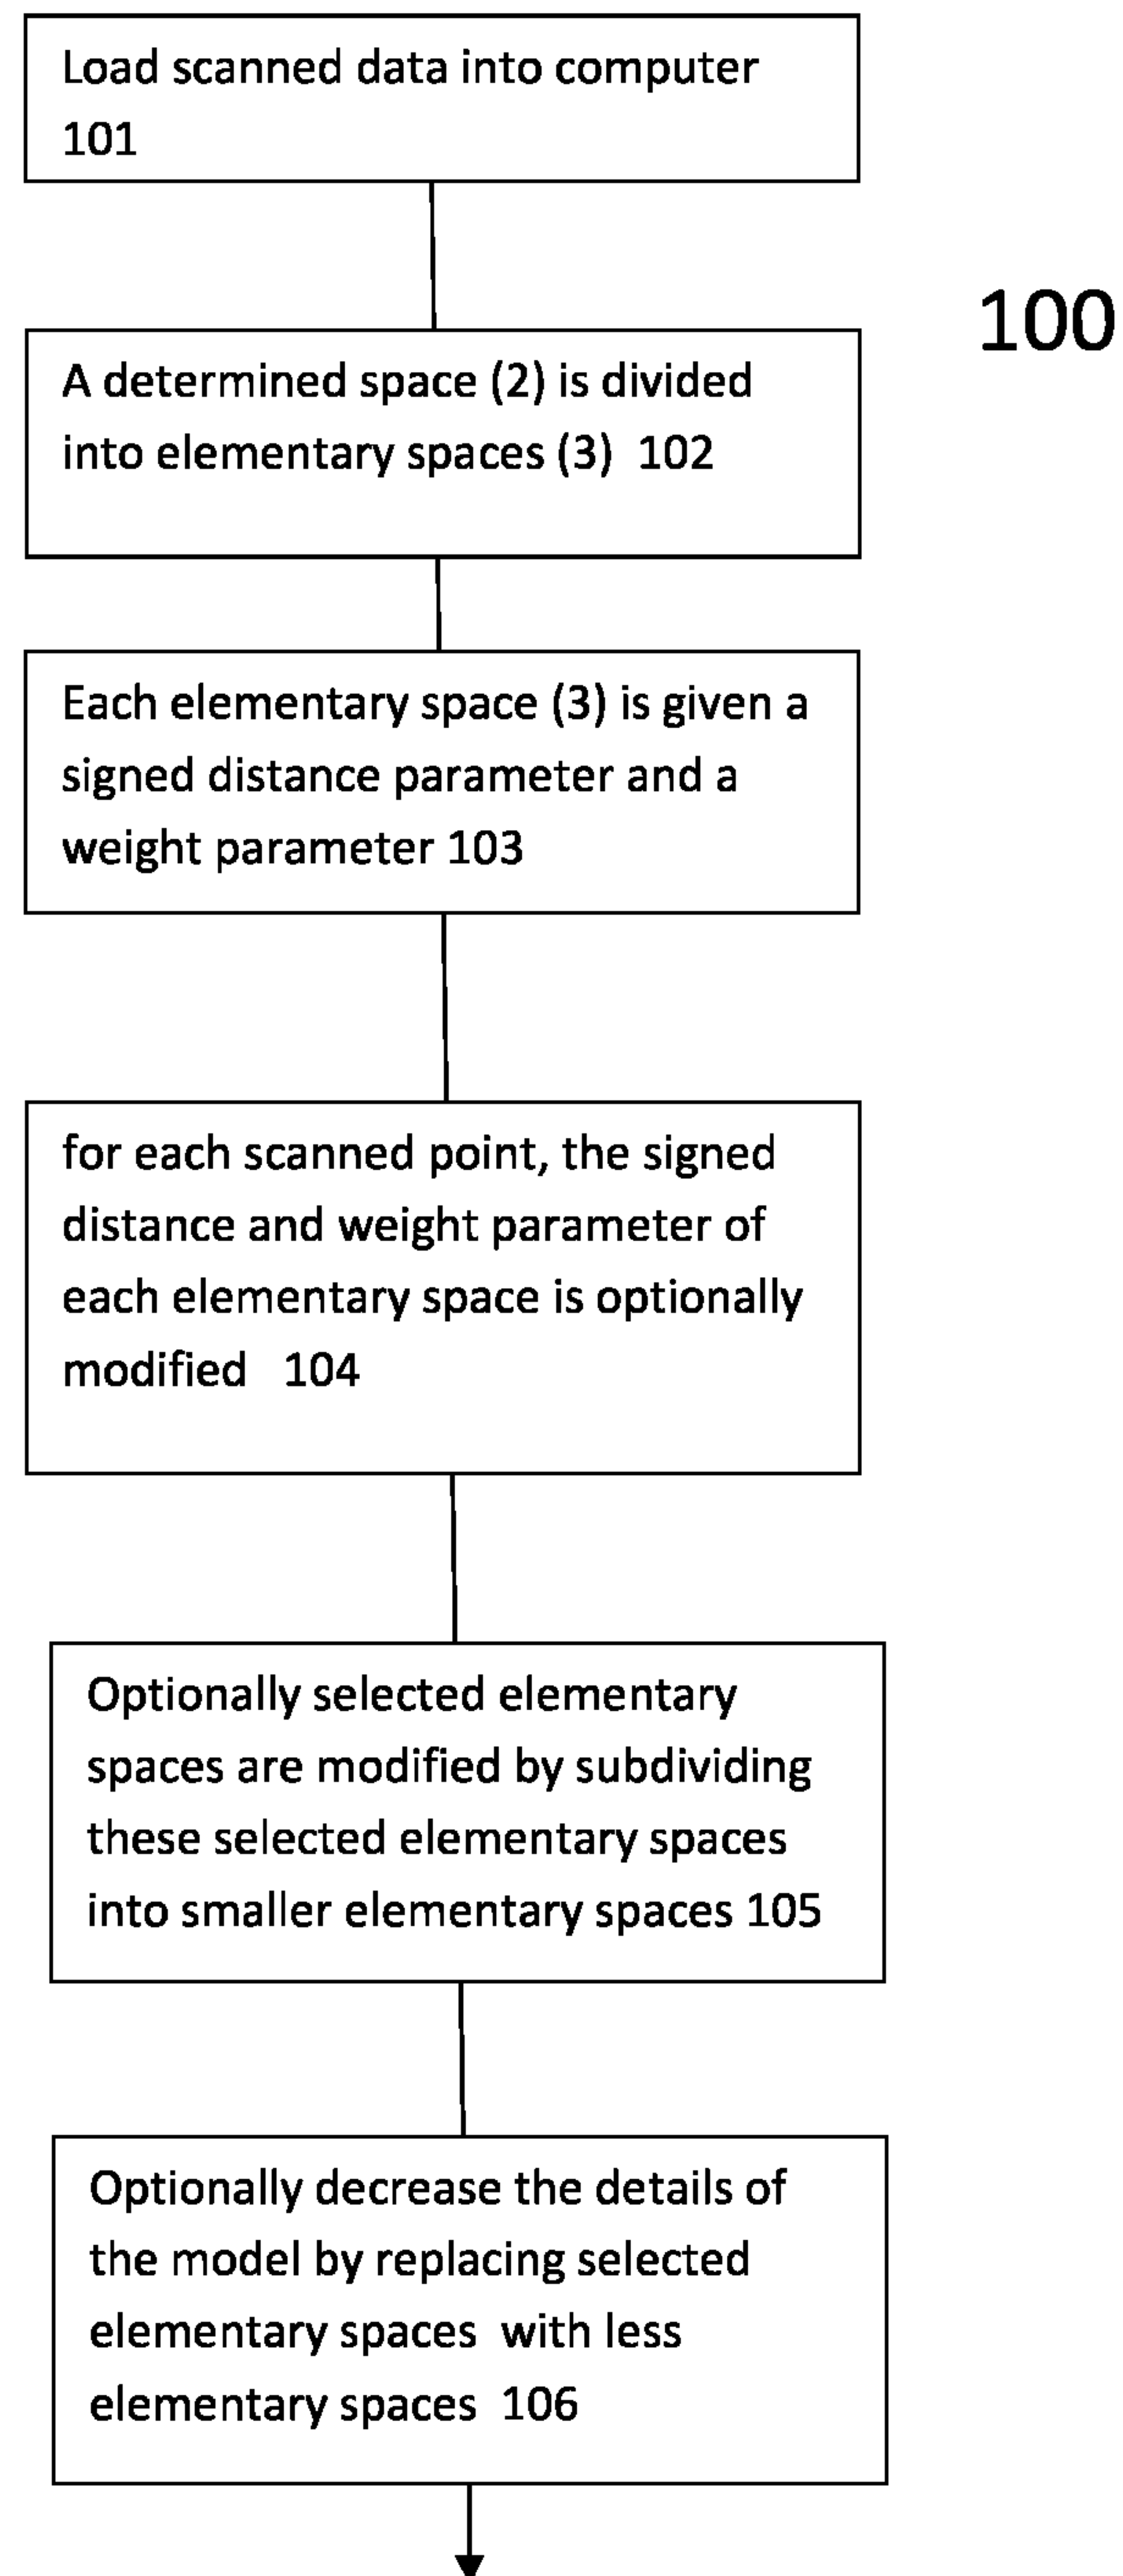 Load scanned data into computer
101
100
A determined space (2) is divided
into elementary spaces (3)  102
Each elementary space (3) is given a
signed distance parameter and a
weight parameter 103
for each scanned point, the signed
distance and weight parameter of
each elementary space is optionally
modified   104
Optionally selected elementary
spaces are modified by subdividing
these selected elementary spaces
into smaller elementary spaces 105
Optionally decrease the details of
the model by replacing selected
elementary spaces  with less
elementary spaces  106